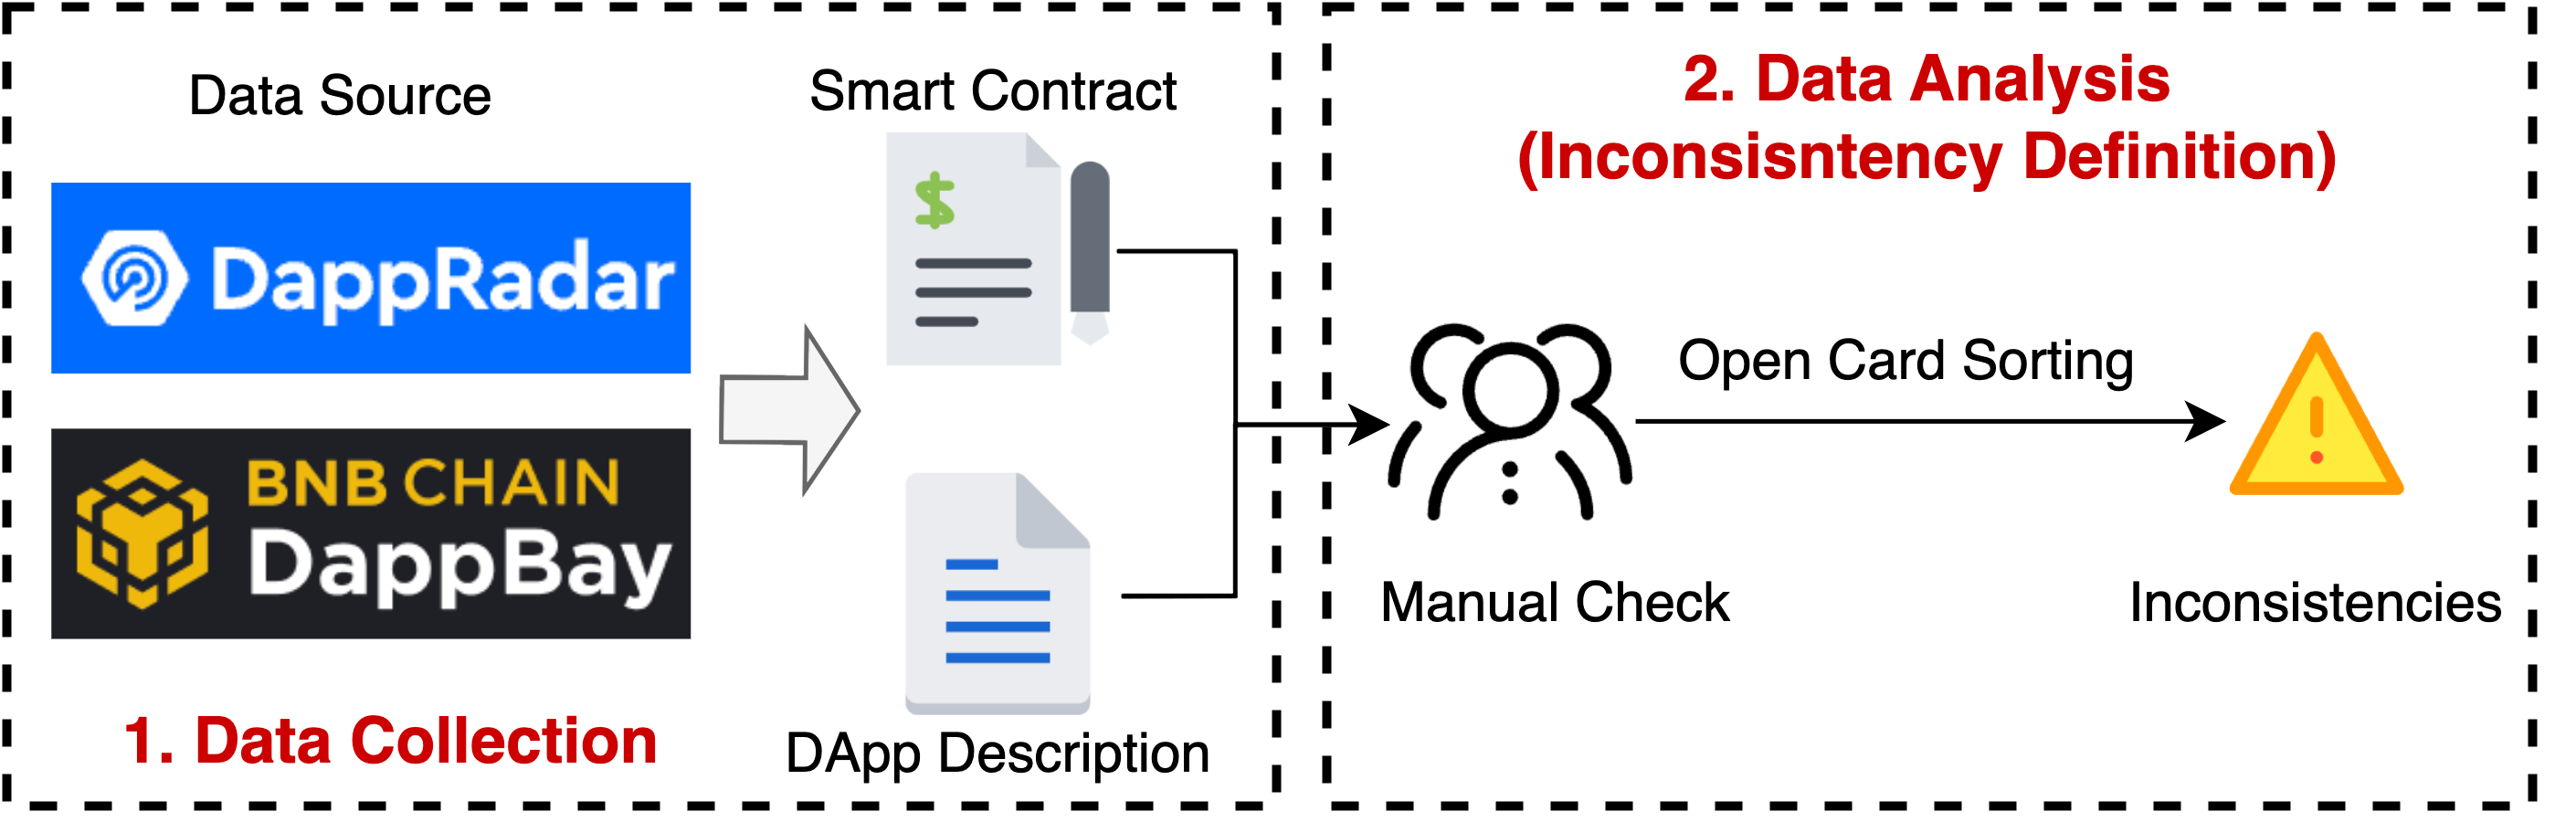 Data Source
DappRadar
BNB CHAIN
DappBay
1. Data Collection
Smart Contract
$
DApp Description
2. Data Analysis
(Inconsisntency Definition)
Manual Check
Open Card Sorting
!
Inconsistencies